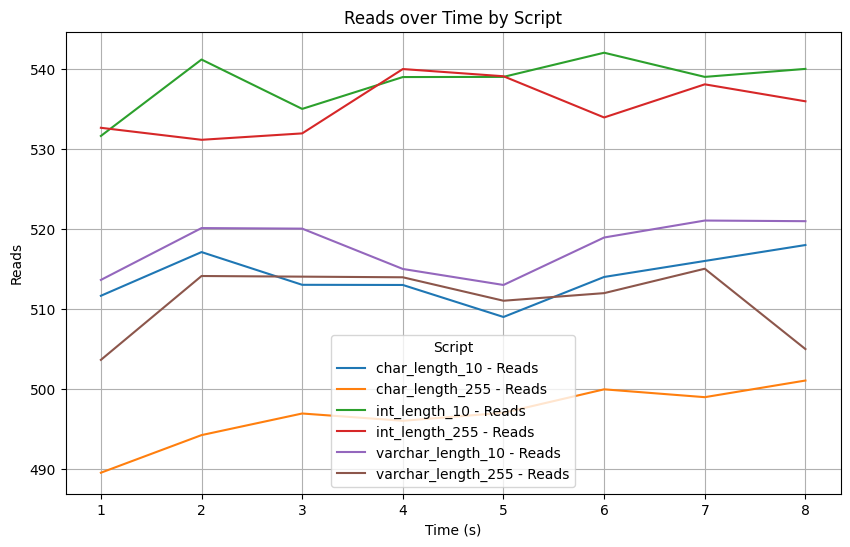 Reads over Time by Script
540
530
520
510
500
490
Reads
Script
char_length_10 - Reads
char_length_255 - Reads
int_length_10 - Reads
int_length_255 - Reads
varchar_length_10 - Reads
varchar_length_255 - Reads
1 2 3 4 5 6 7 8
Time (s)